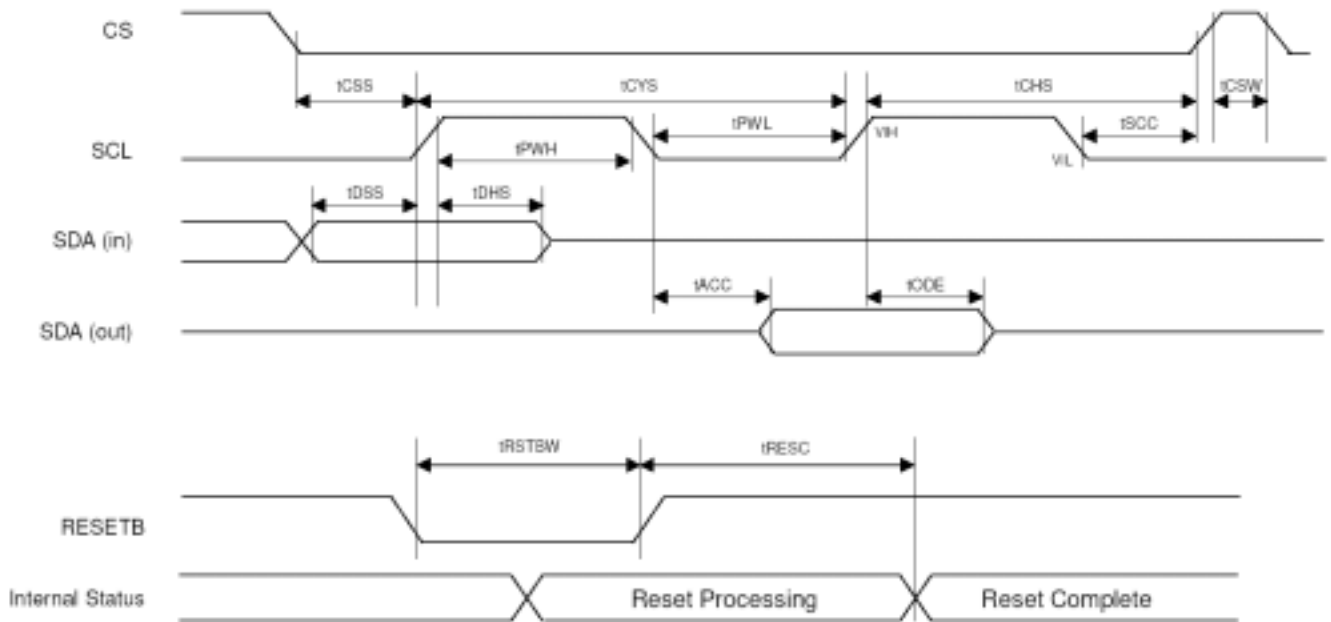 CS
tCSS
tCYS
tCHS
tCSW
SCL
tPWH
tPWL
VIH
VIL
tSCC
tDSS
tDHS
SDA (in)
tACC
tODE
SDA (out)
tRSTBW
tRESC
RESETB
Internal Status
Reset Processing
Reset Complete